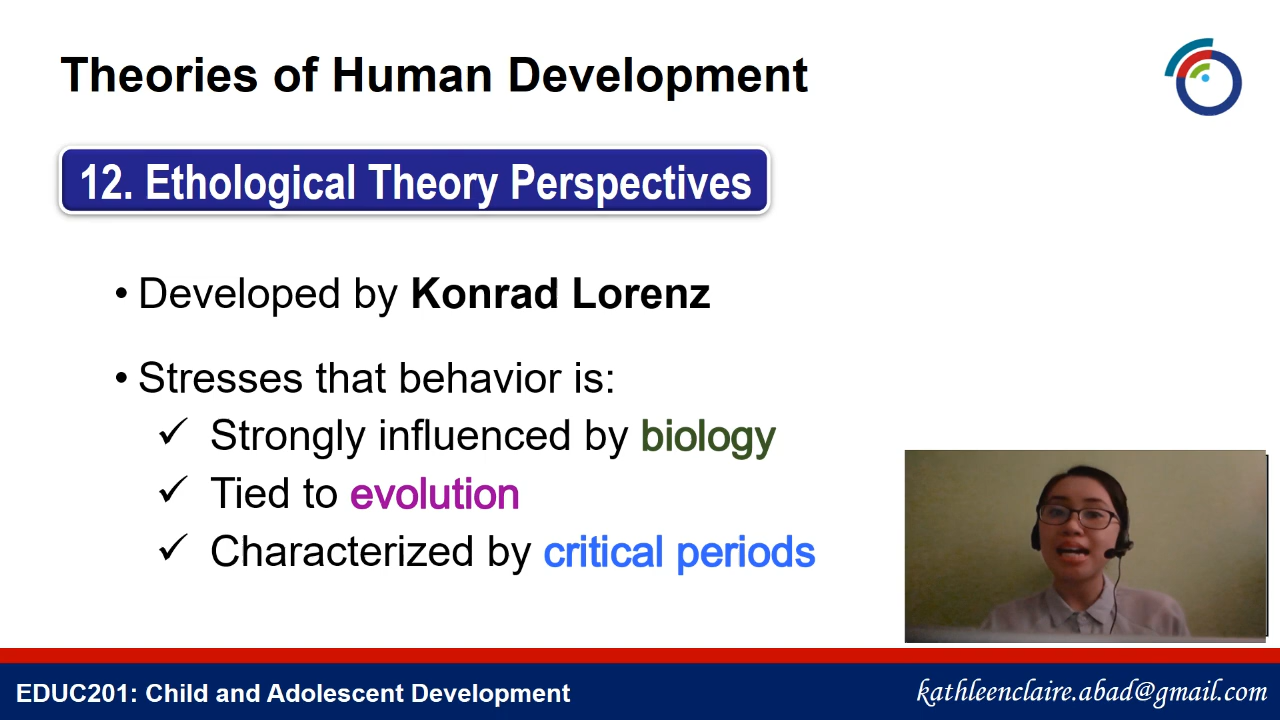 Theories of Human Development
12. Ethological Theory Perspectives
• Developed by Konrad Lorenz
• Stresses that behavior is:
✓ Strongly influenced by biology
✓ Tied to evolution
✓ Characterized by critical periods
EDUC201: Child and Adolescent Development
kathleenclaire.abad@gmail.com